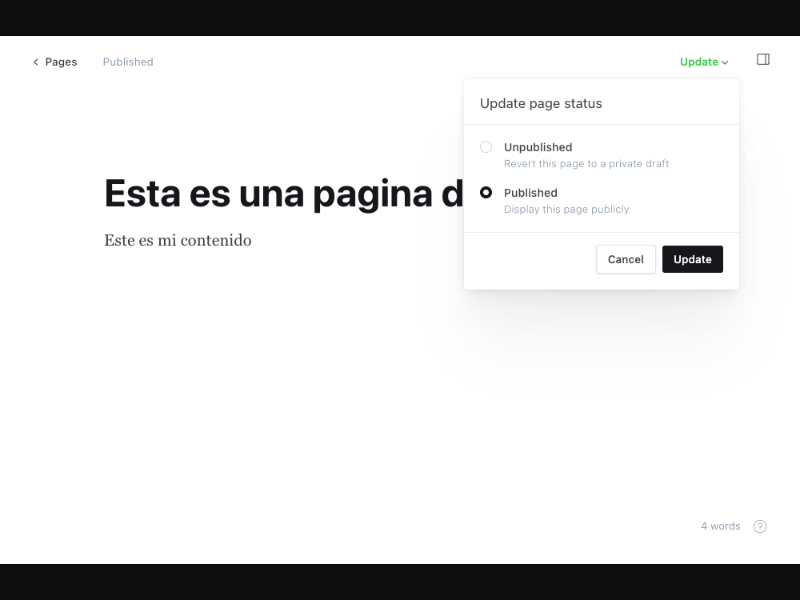 Pages
Published
Update
Update page status
Unpublished
Revert this page to a private draft
Published
Display this page publicly
Cancel
Update
Esta es una pagina d
Este es mi contenido
4 words
?